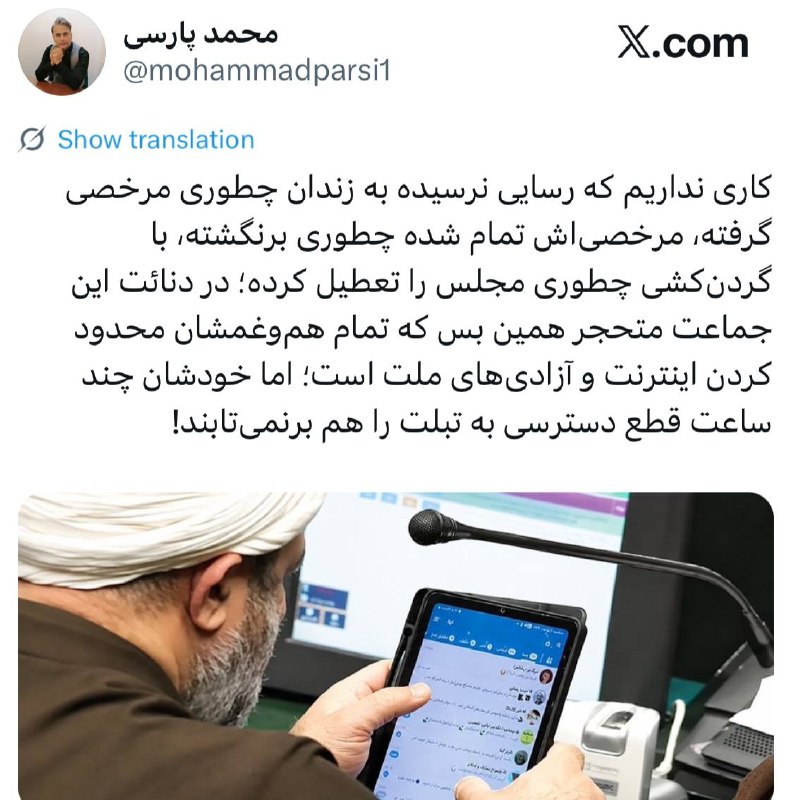 محمد پارسی
@mohammadparsi1
X.com
Show translation
کاری نداریم که رسایی نرسیده به زندان چطوری مرخصی
گرفته، مرخصی‌اش تمام شده چطوری برنگشته، با
گردن‌کشی چطوری مجلس را تعطیل کرده؛ در دنائت این
جماعت متحجر همین بس که تمام هم‌وغمشان محدود
کردن اینترنت و آزادی‌های ملت است؛ اما خودشان چند
ساعت قطع دسترسی به تبلت را هم برنمی‌تابند!